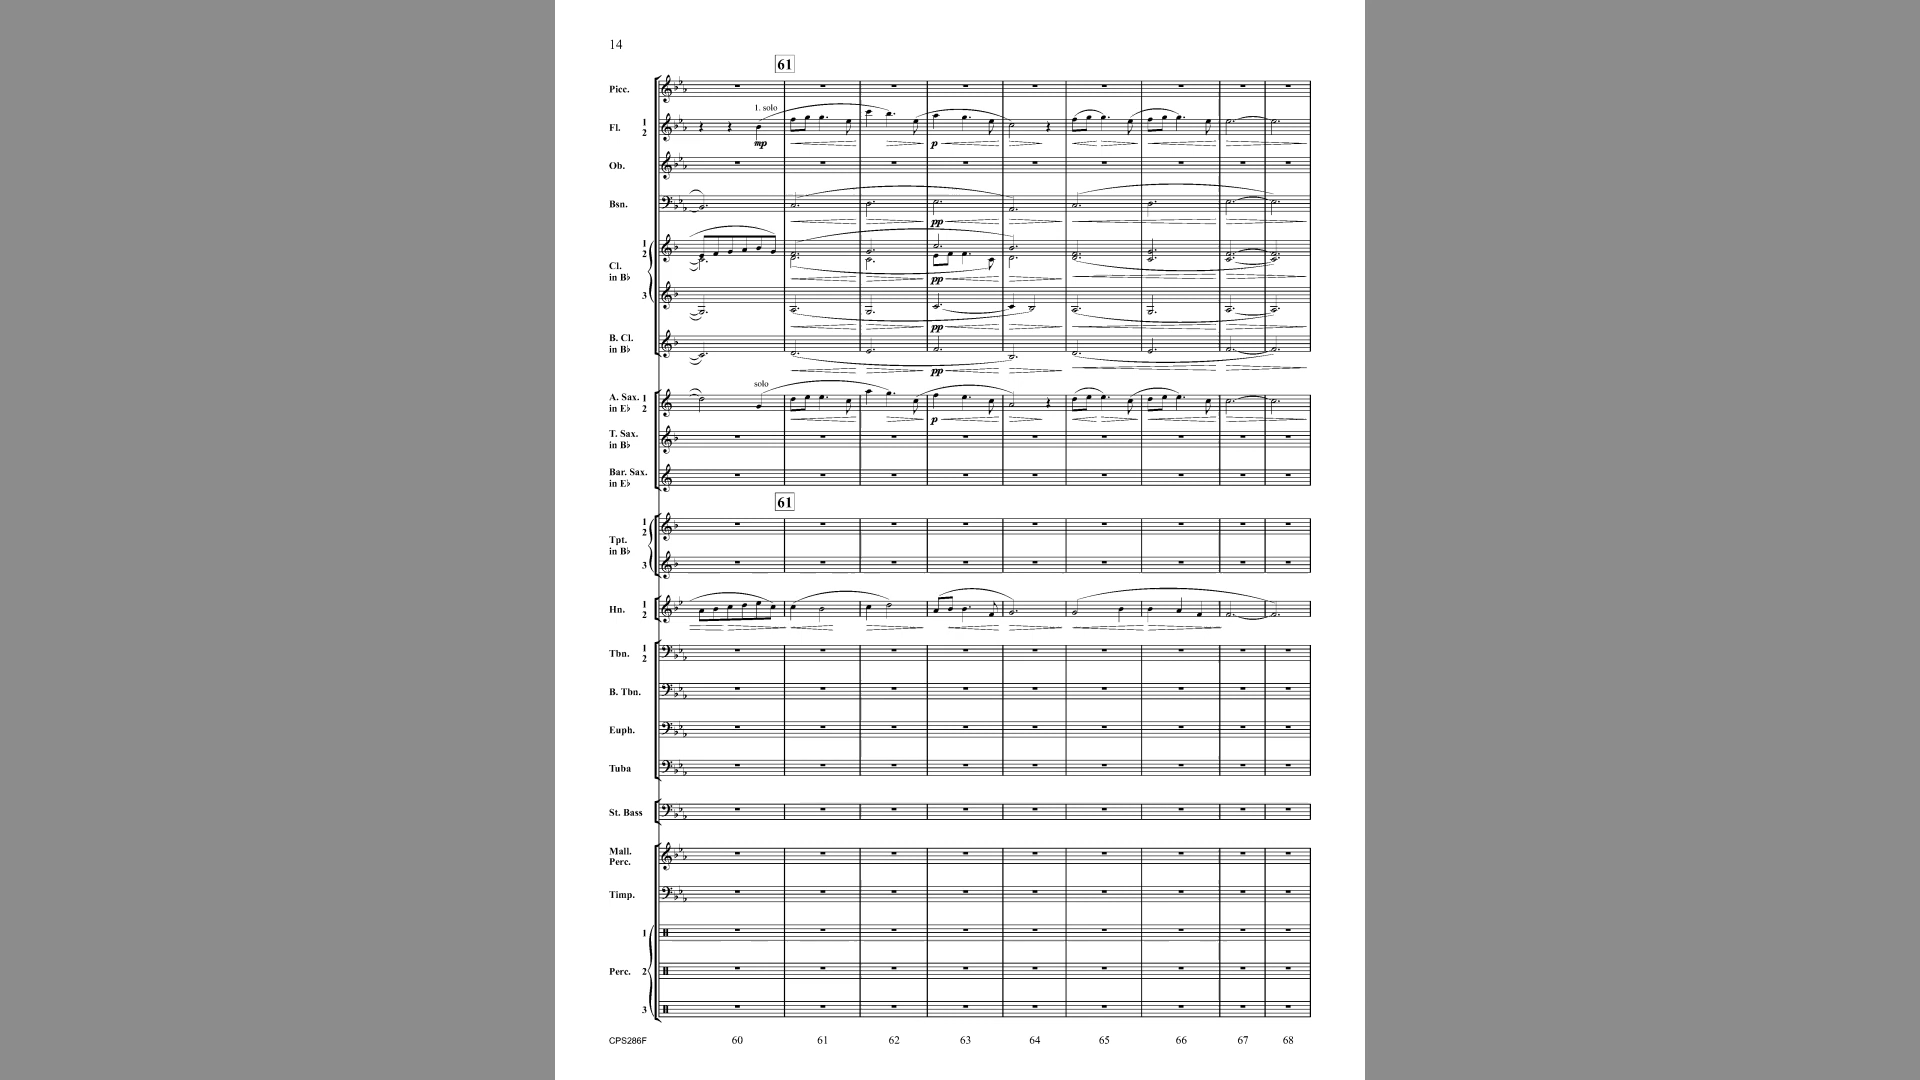 14
61
Picc.
1. solo
Fl. 1 2
mp p
Ob.
Bsn.
pp
Cl. in B♭ 1 2
pp
3
pp
B. Cl. in B♭
pp
solo
A. Sax. 1
in E♭ 2
p
T. Sax.
in B♭
Bar. Sax.
in E♭
61
Tpt. in B♭ 1 2
3
Hn. 1 2
Tbn. 1 2
B. Tbn.
Euph.
Tuba
St. Bass
Mall.
Perc.
Timp.
1
Perc. 2
3
CPS286F 60 61 62 63 64 65 66 67 68